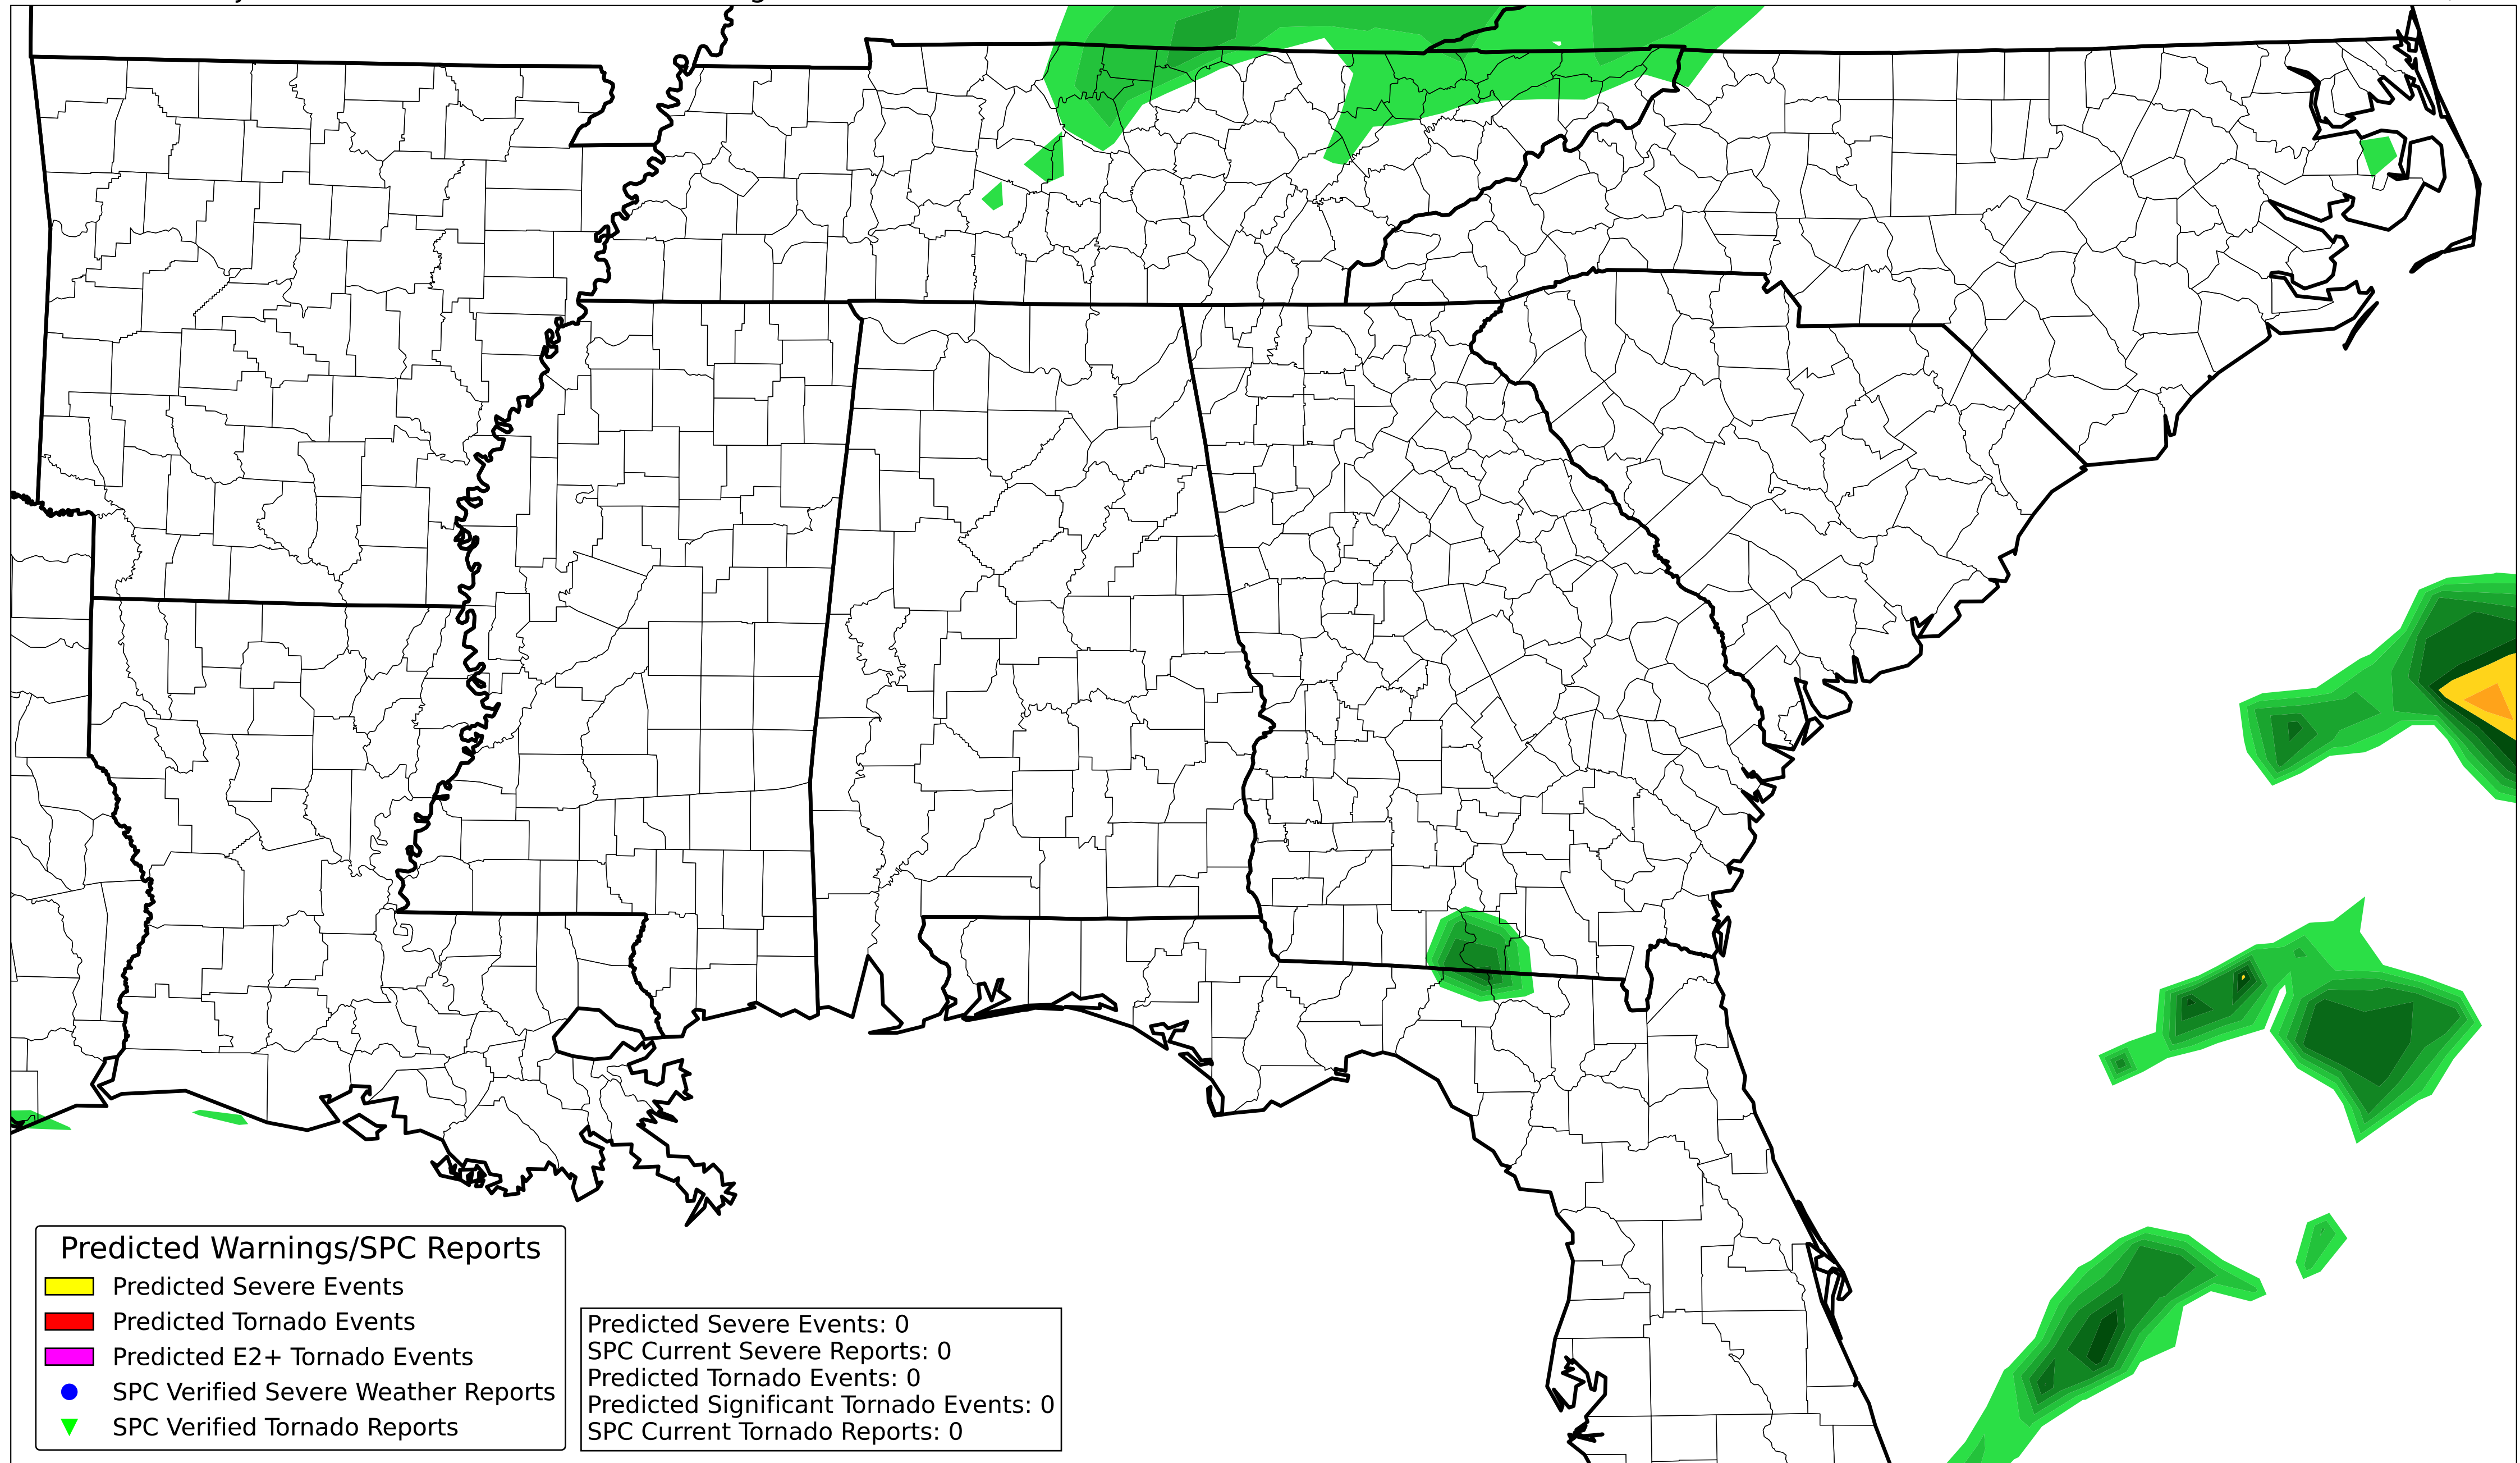 Predicted Warnings/SPC Reports
Predicted Severe Events
Predicted Tornado Events
Predicted E2+ Tornado Events
SPC Verified Severe Weather Reports
SPC Verified Tornado Reports
Predicted Severe Events: 0
SPC Current Severe Reports: 0
Predicted Tornado Events: 0
Predicted Significant Tornado Events: 0
SPC Current Tornado Reports: 0